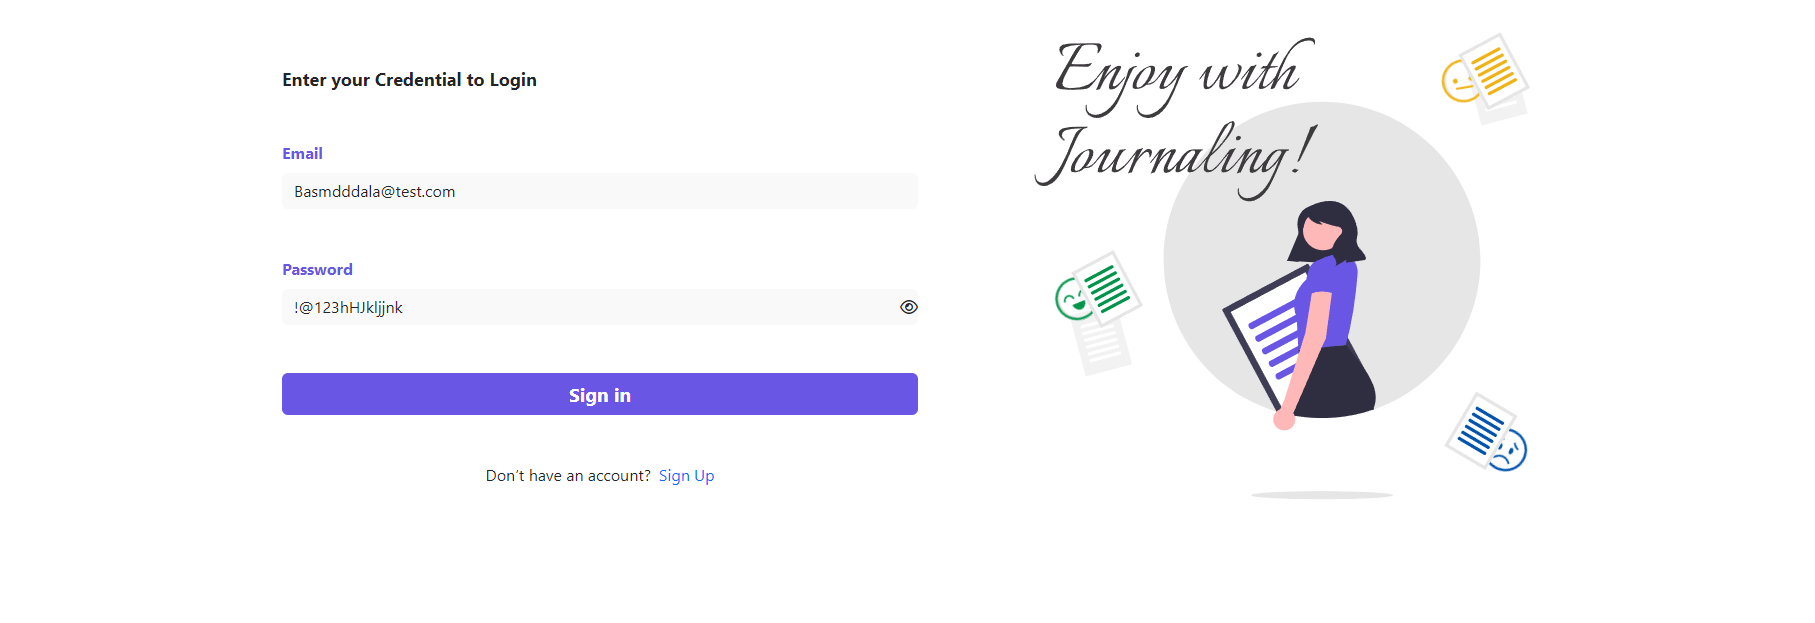 Enter your Credential to Login
Email
Basmdddala@test.com
Password
!@123hHJkljjnk
Sign in
Don't have an account? Sign Up
Enjoy with
Journaling!